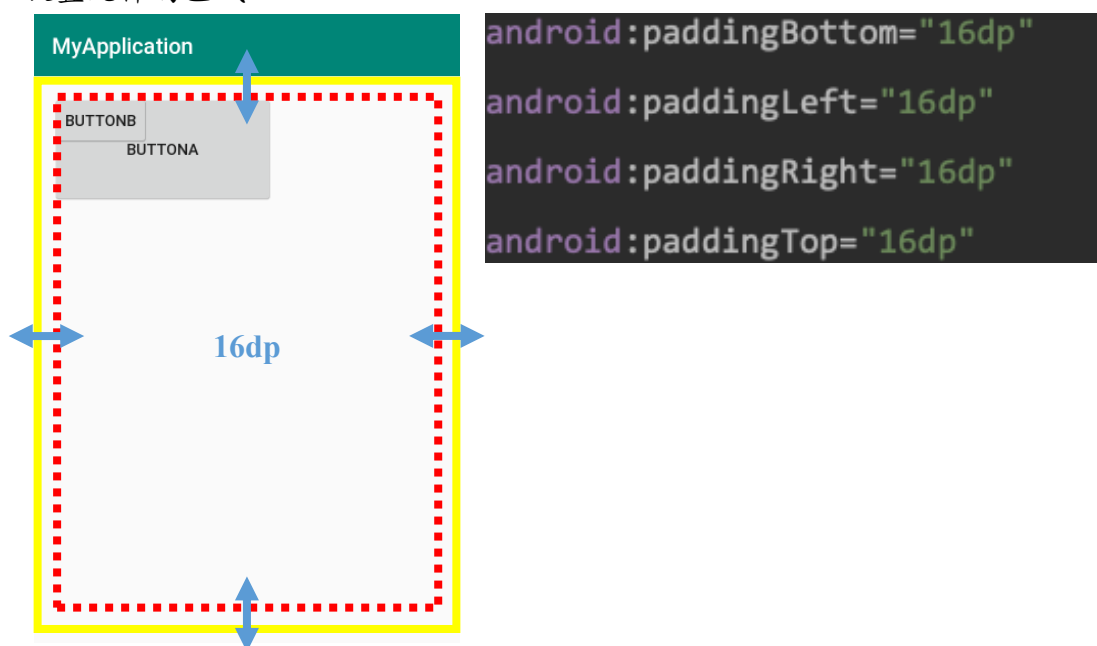 MyApplication
BUTTONB
BUTTONA
16dp
android:paddingBottom="16dp"
android:paddingLeft="16dp"
android:paddingRight="16dp"
android:paddingTop="16dp"